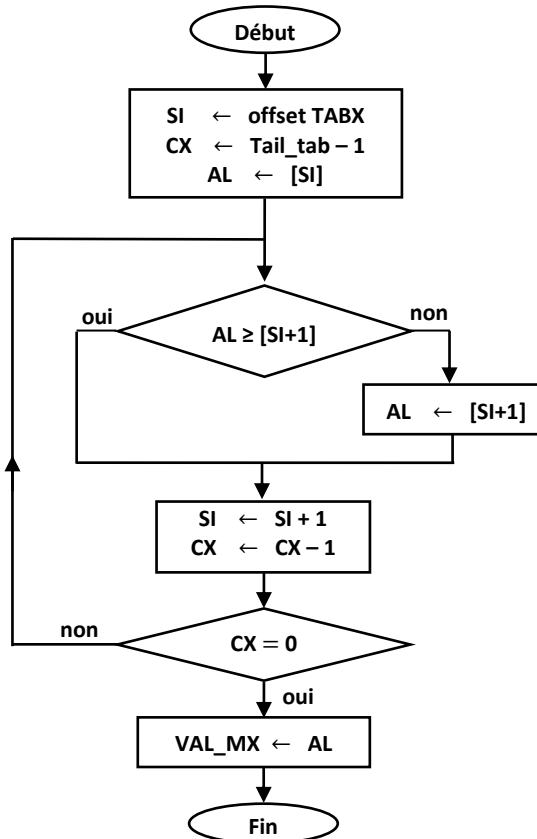 Début
SI ← offset TABX
CX ← Tail_tab – 1
AL ← [SI]
oui
non
AL ≥ [SI+1]
AL ← [SI+1]
SI ← SI + 1
CX ← CX – 1
non
CX = 0
oui
VAL_MX ← AL
Fin